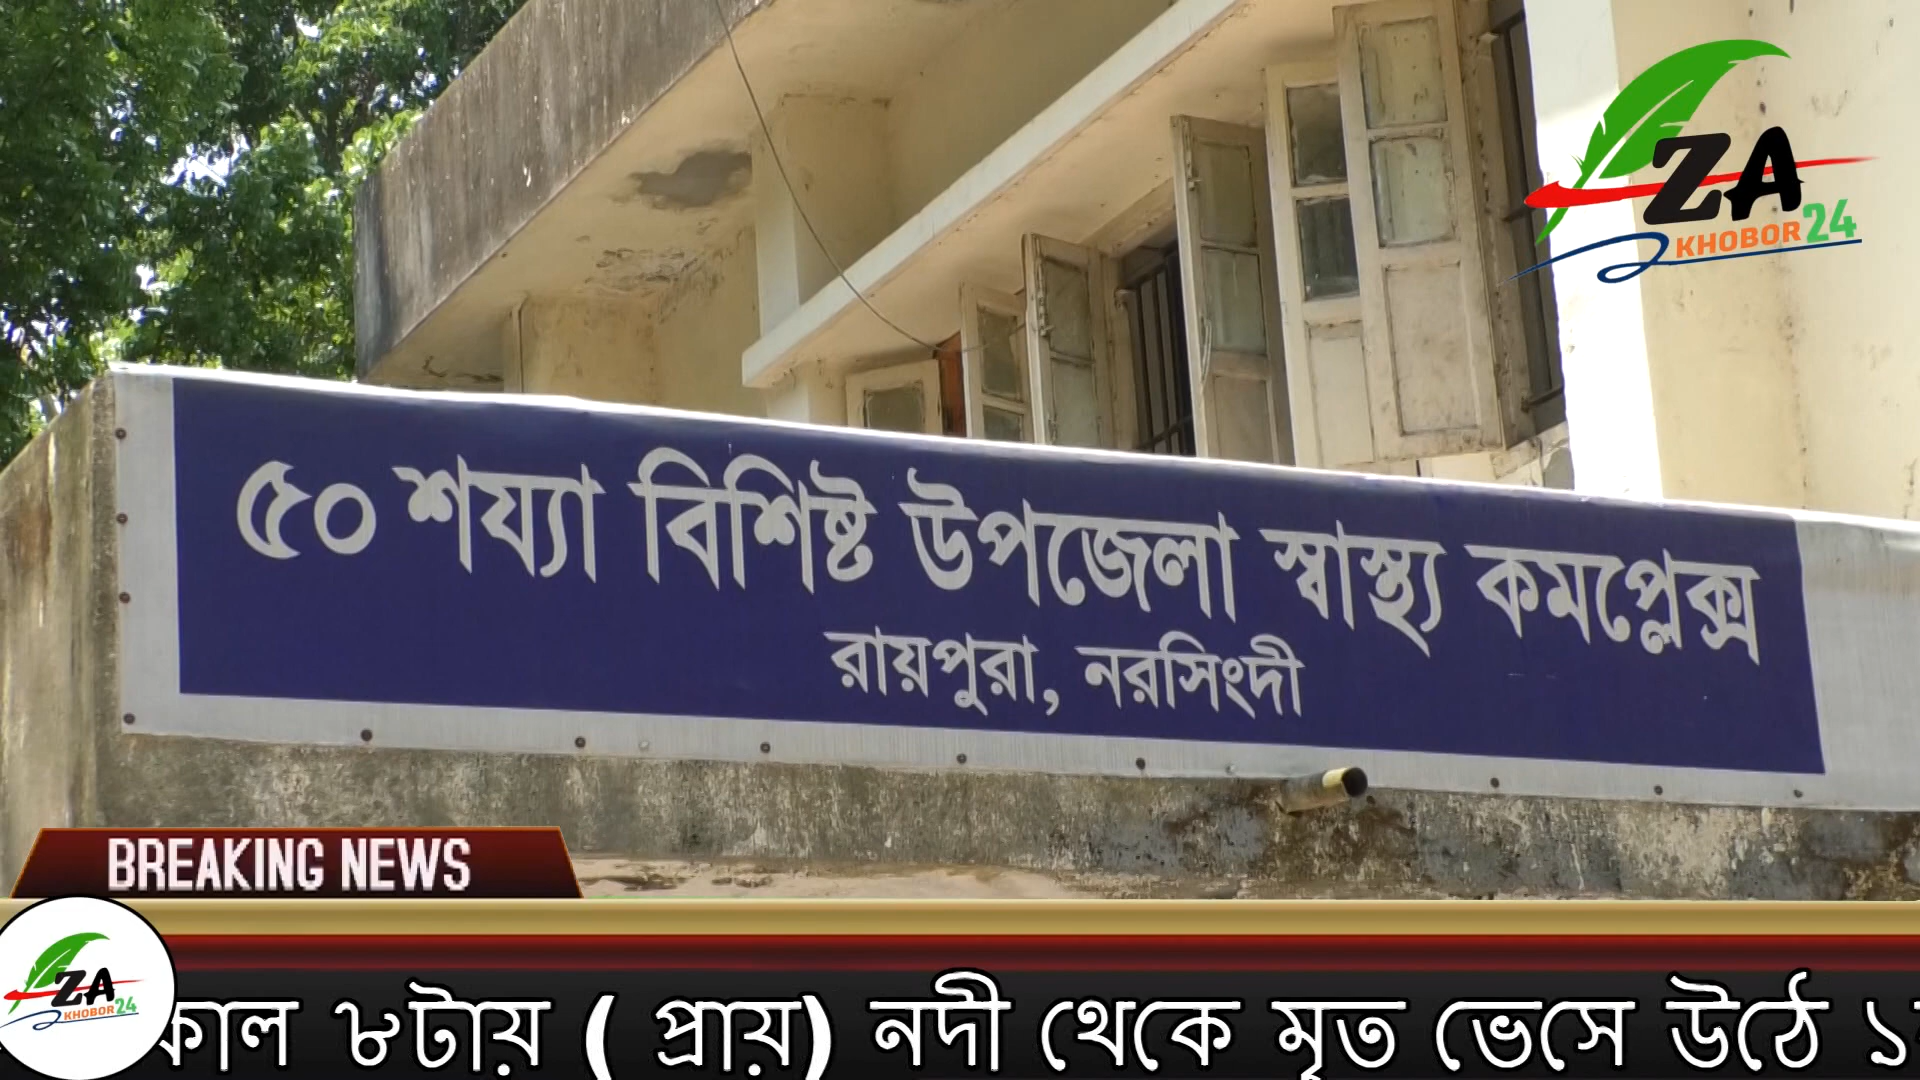 ZA
KHOBOR24
৫০ শয্যা বিশিষ্ট উপজেলা স্বাস্থ্য কমপ্লেক্স
রায়পুরা, নরসিংদী
BREAKING NEWS
ZA
KHOBOR24
৮টায় ( প্রায়) নদী থেকে মৃত ভেসে উঠে